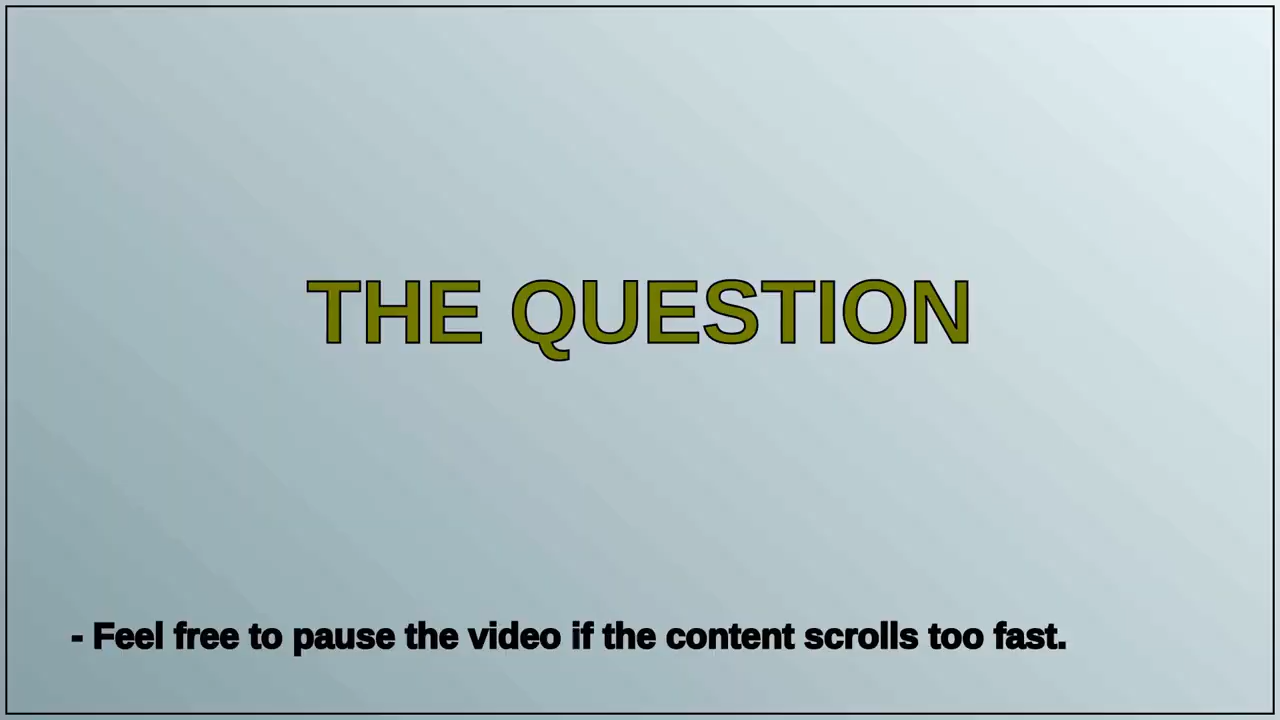 THE QUESTION
- Feel free to pause the video if the content scrolls too fast.